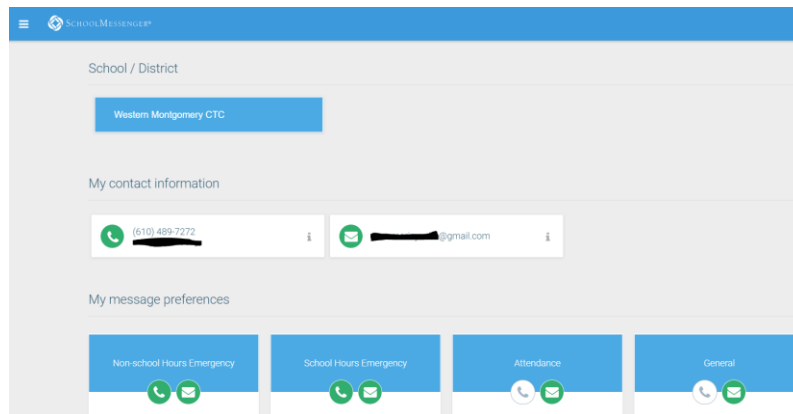 SCHOOLMESSENGER®
School / District
Western Montgomery CTC
My contact information
(610) 489-7272
@gmail.com
My message preferences
Non-school Hours Emergency
School Hours Emergency
Attendance
General